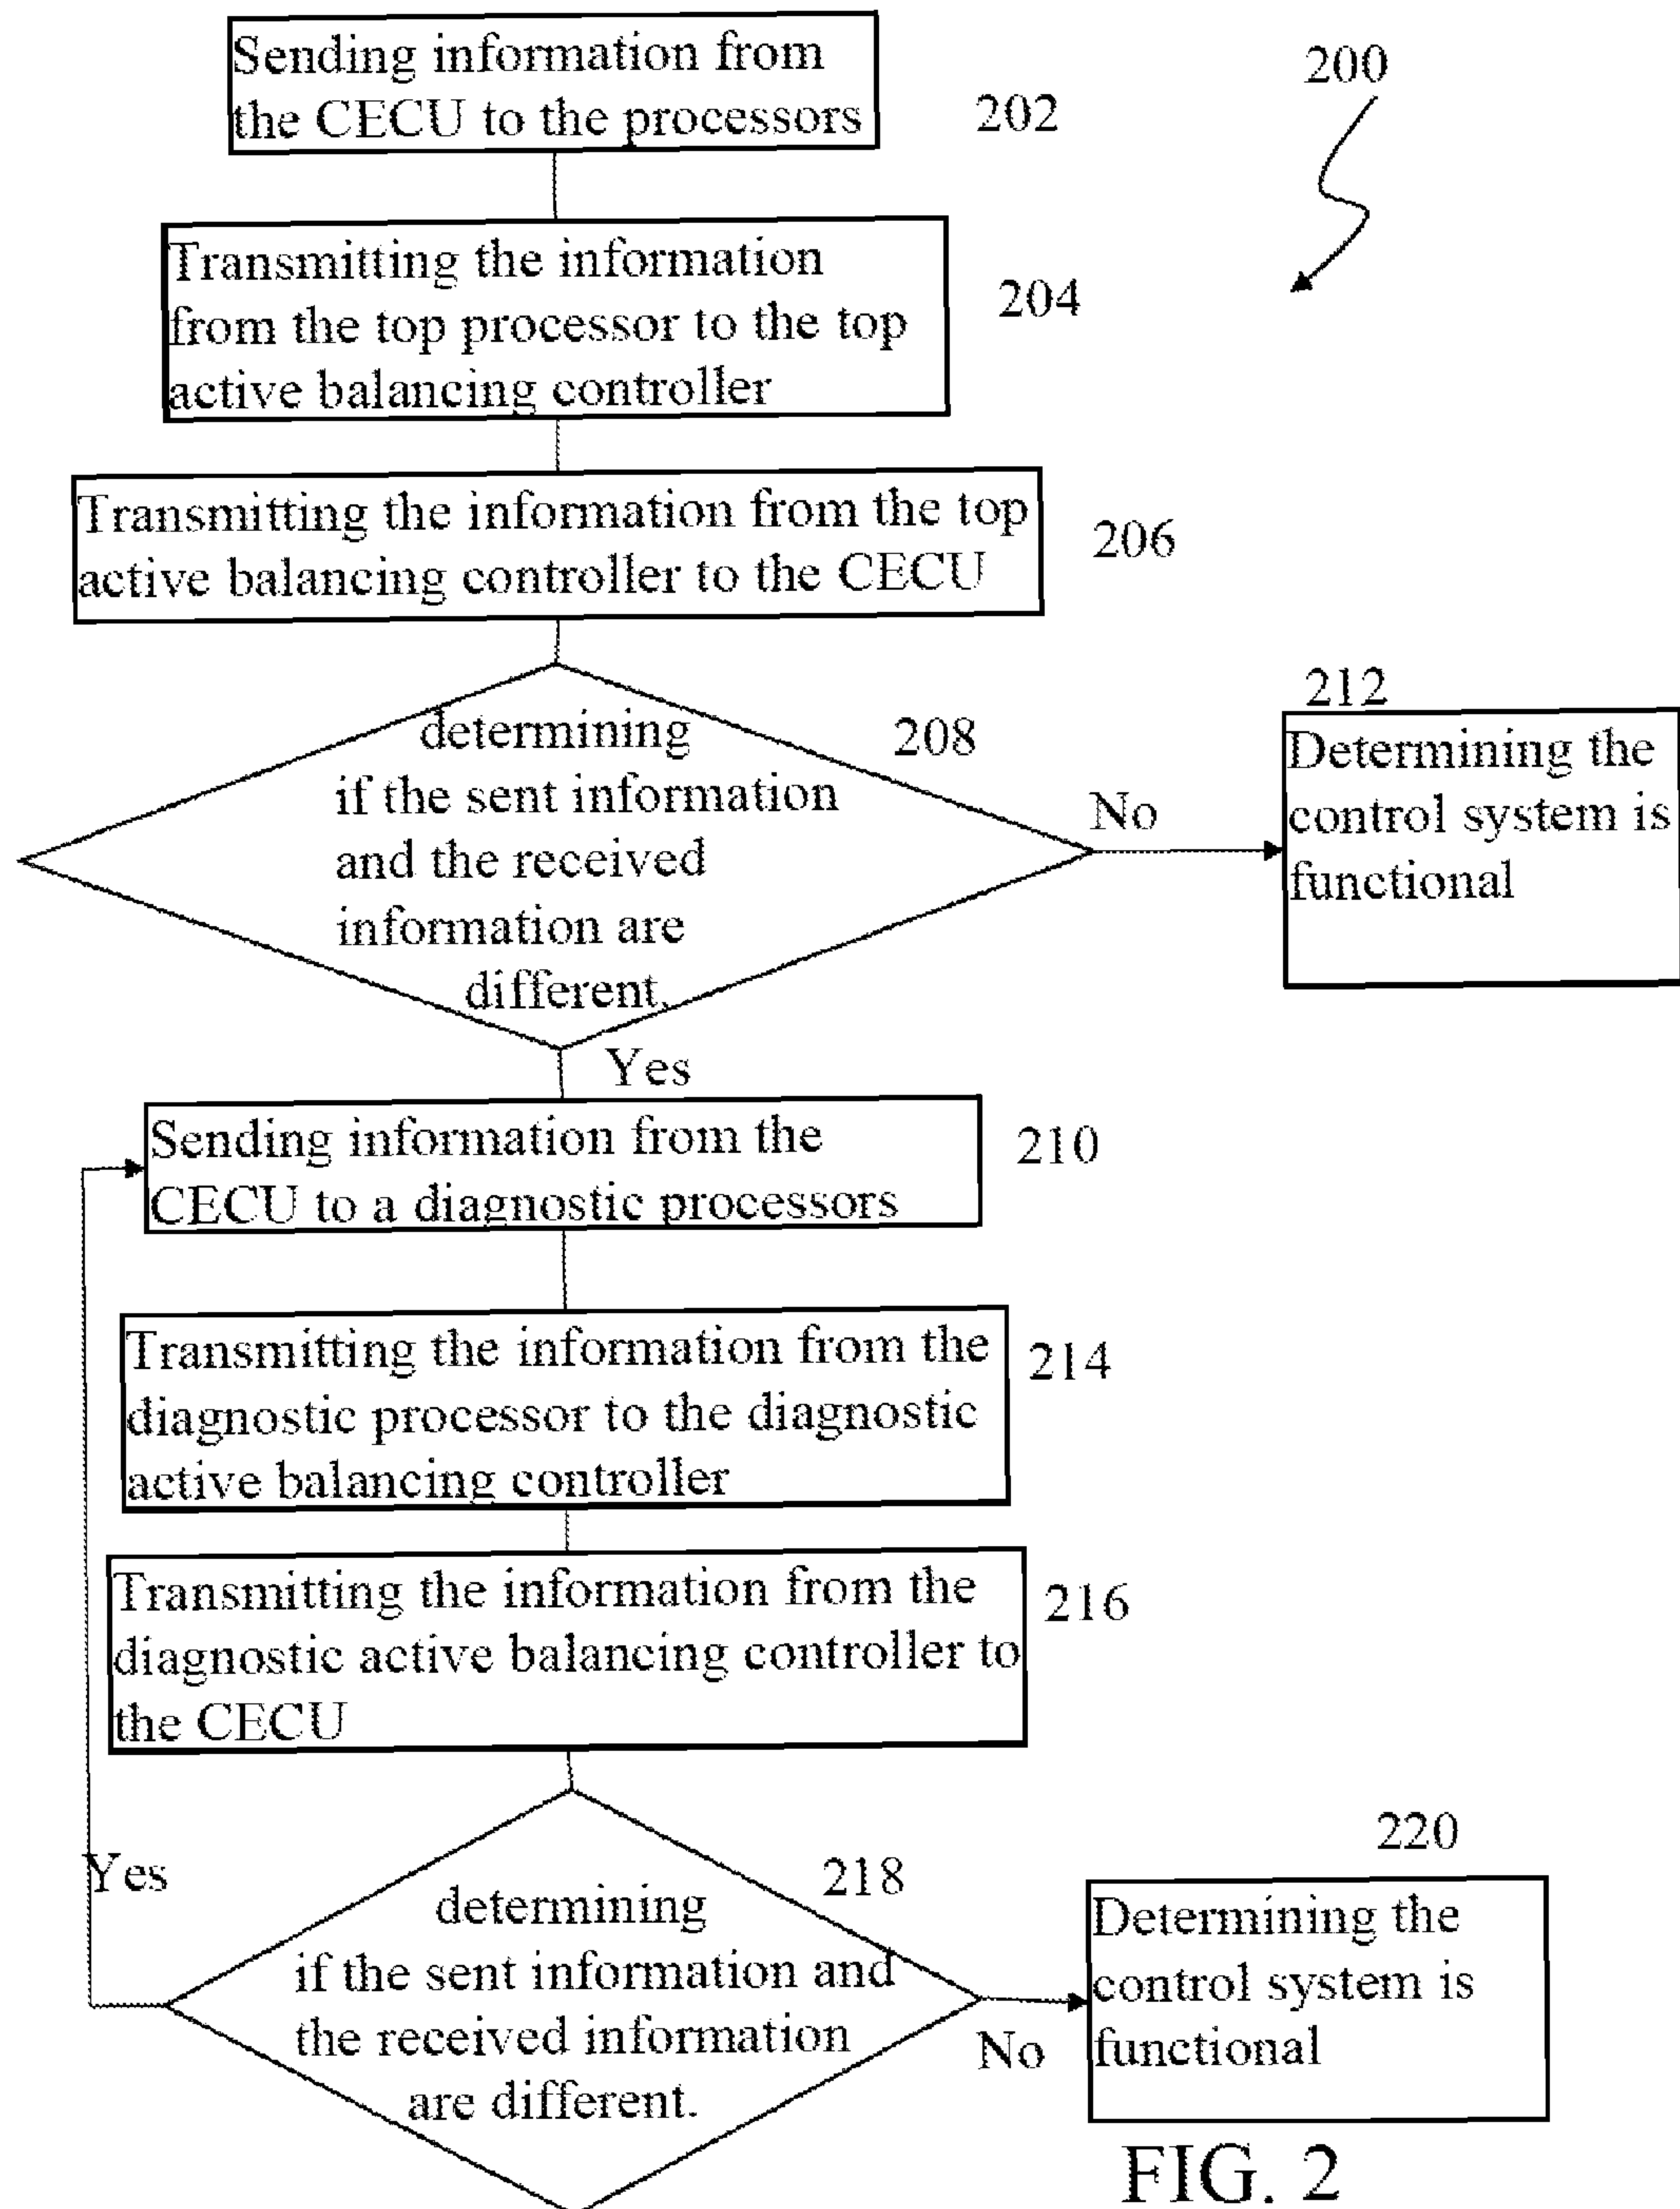 Sending information from
the CECU to the processors
202
200
Transmitting the information
from the top processor to the top
active balancing controller
204
Transmitting the information from the top
active balancing controller to the CECU
206
determining
if the sent information
and the received
information are
different.
208
No
212
Determining the
control system is
functional
Yes
Sending information from the
CECU to a diagnostic processors
210
Transmitting the information from the
diagnostic processor to the diagnostic
active balancing controller
214
Transmitting the information from the
diagnostic active balancing controller to
the CECU
216
Yes
determining
if the sent information and
the received information
are different.
218
No
220
Determining the
control system is
functional
FIG. 2